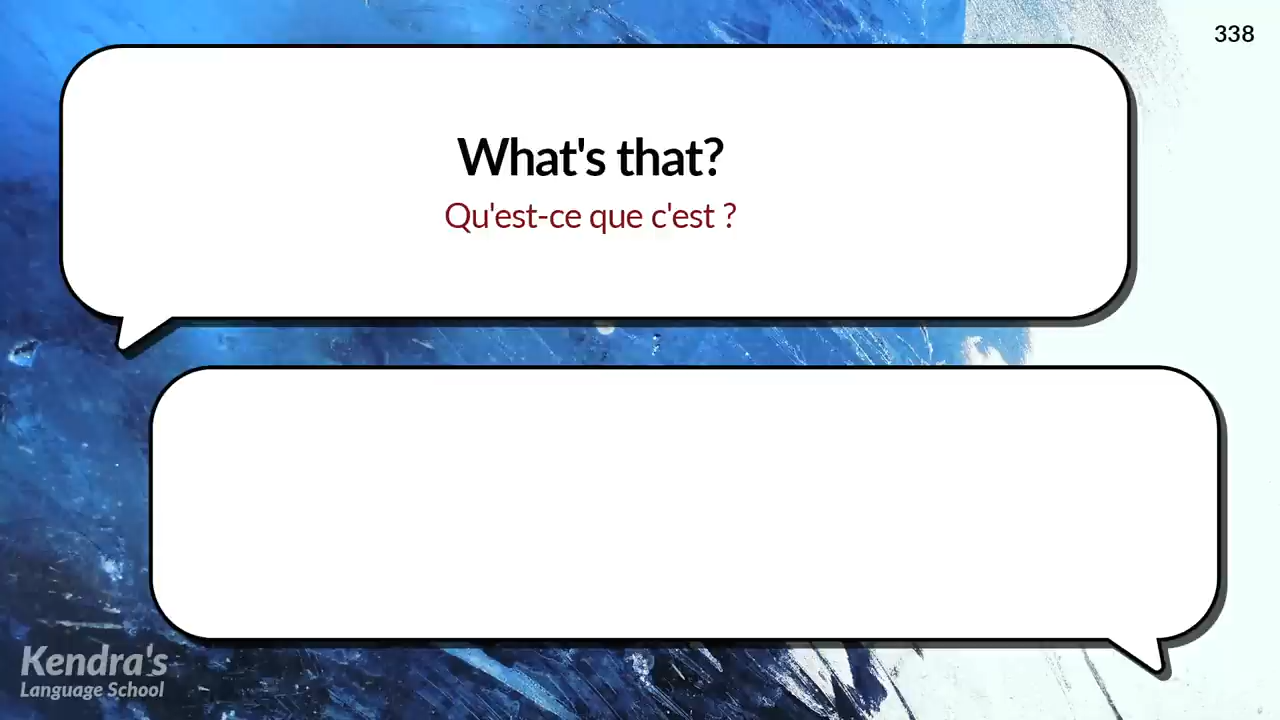 338
What's that?
Qu'est-ce que c'est ?
Kendra's
Language School